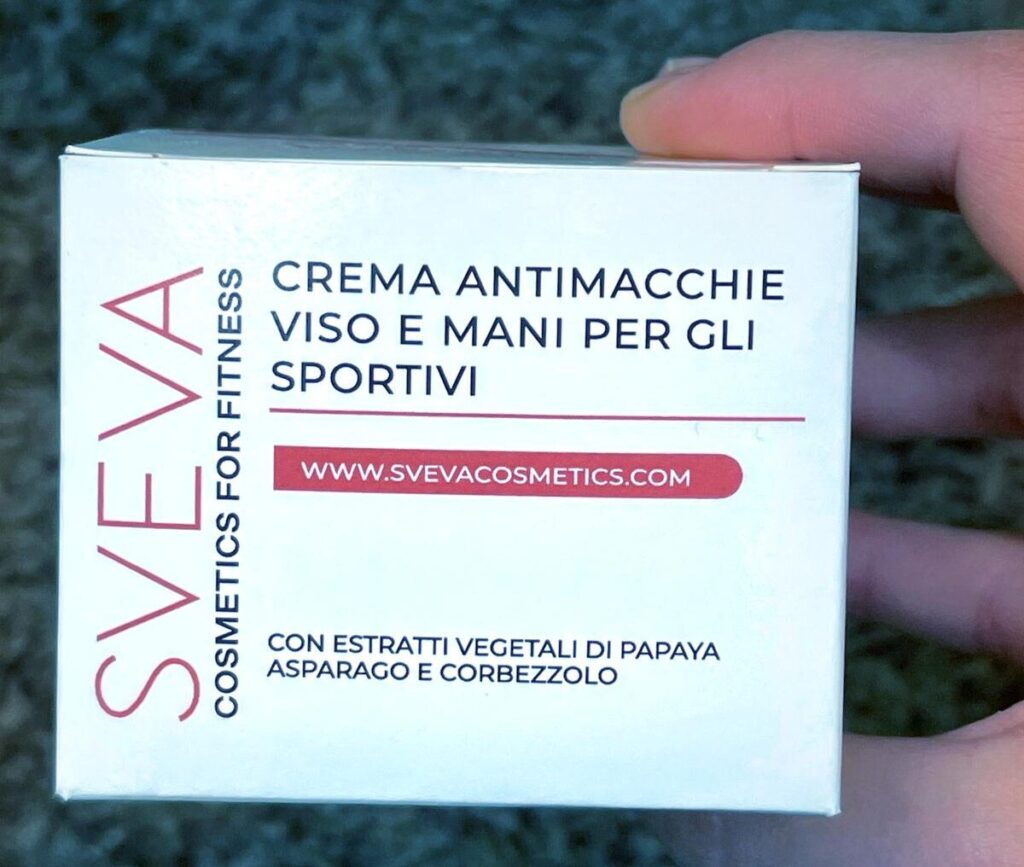 SVEVA
COSMETICS FOR FITNESS
CREMA ANTIMACCHIE
VISO E MANI PER GLI
SPORTIVI
WWW.SVEVACOSMETICS.COM
CON ESTRATTI VEGETALI DI PAPAYA
ASPARAGO E CORBEZZOLO